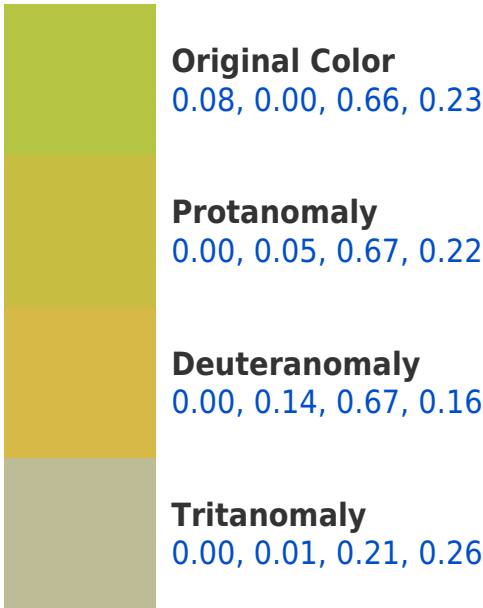 Original Color
0.08, 0.00, 0.66, 0.23
Protanomaly
0.00, 0.05, 0.67, 0.22
Deuteranomaly
0.00, 0.14, 0.67, 0.16
Tritanomaly
0.00, 0.01, 0.21, 0.26